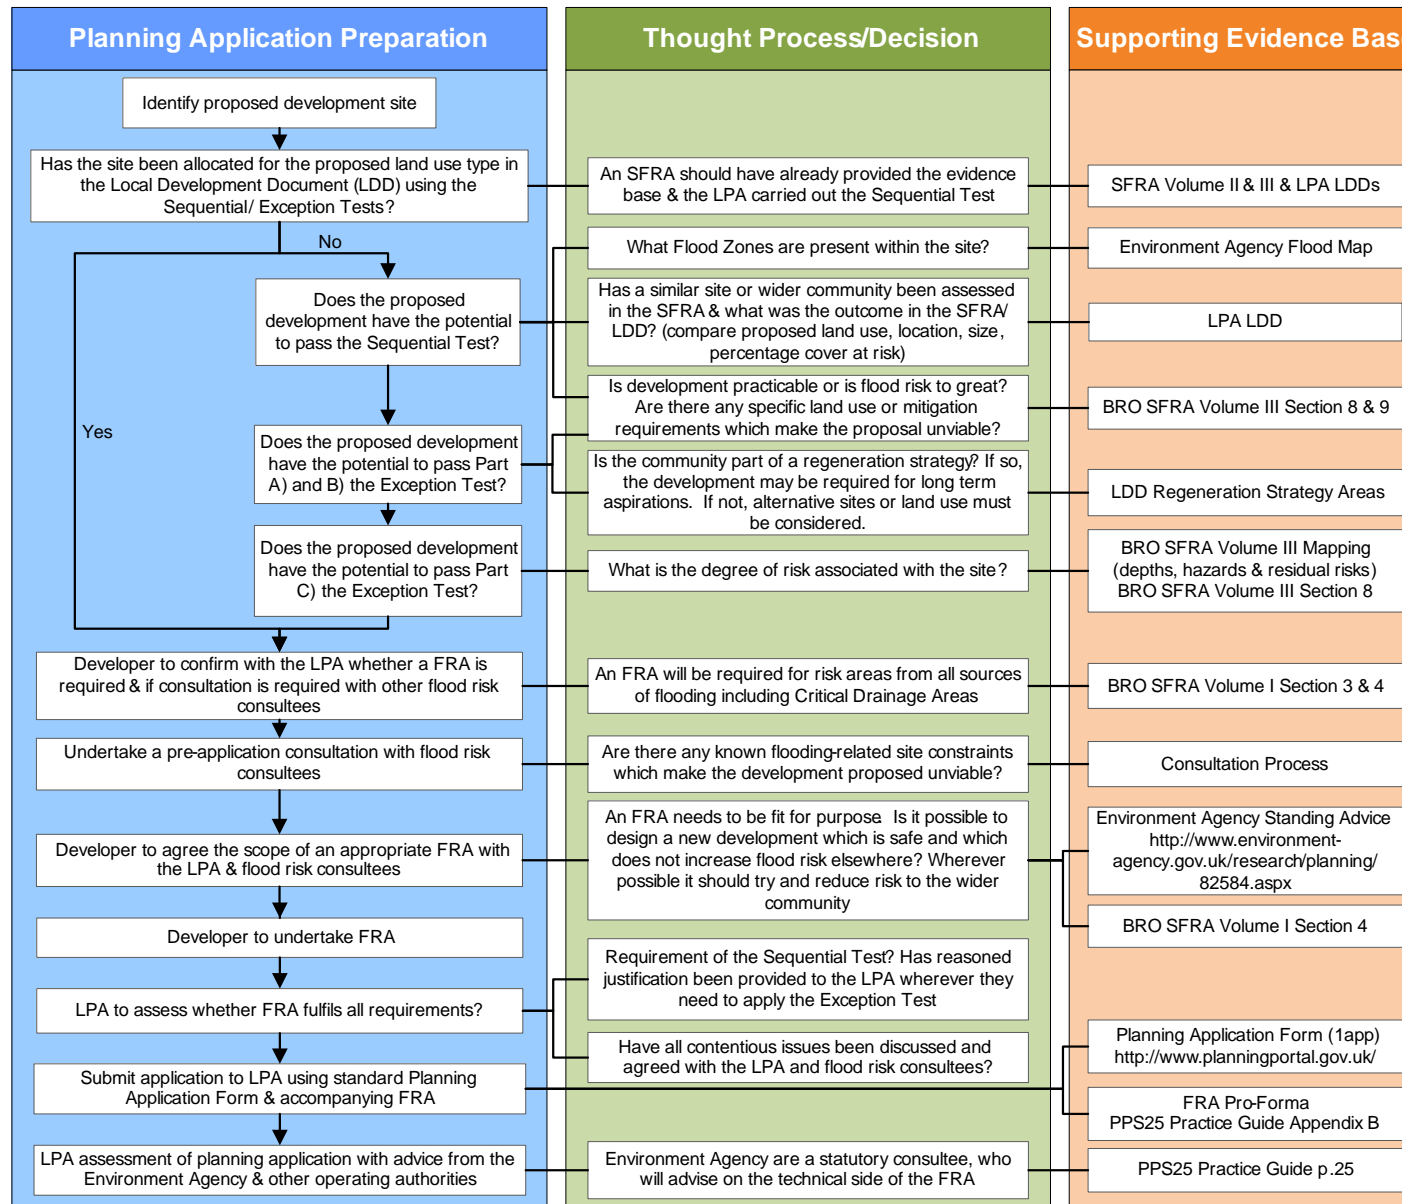 Planning Application Preparation
Thought Process/Decision
Supporting Evidence Bas
Identify proposed development site
Has the site been allocated for the proposed land use type in
the Local Development Document (LDD) using the
Sequential/ Exception Tests?
An SFRA should have already provided the evidence
base & the LPA carried out the Sequential Test
SFRA Volume II & III & LPA LDDs
No
Yes
What Flood Zones are present within the site?
Environment Agency Flood Map
Does the proposed
development have the potential
to pass the Sequential Test?
Has a similar site or wider community been assessed
in the SFRA & what was the outcome in the SFRA/
LDD? (compare proposed land use, location, size,
percentage cover at risk)
LPA LDD
Is development practicable or is flood risk to great?
Are there any specific land use or mitigation
requirements which make the proposal unviable?
BRO SFRA Volume III Section 8 & 9
Does the proposed development
have the potential to pass Part
A) and B) the Exception Test?
Is the community part of a regeneration strategy? If so,
the development may be required for long term
aspirations. If not, alternative sites or land use must
be considered.
LDD Regeneration Strategy Areas
Does the proposed development
have the potential to pass Part
C) the Exception Test?
What is the degree of risk associated with the site?
BRO SFRA Volume III Mapping
(depths, hazards & residual risks)
BRO SFRA Volume III Section 8
Developer to confirm with the LPA whether a FRA is
required & if consultation is required with other flood risk
consultees
An FRA will be required for risk areas from all sources
of flooding including Critical Drainage Areas
BRO SFRA Volume I Section 3 & 4
Undertake a pre-application consultation with flood risk
consultees
Are there any known flooding-related site constraints
which make the development proposed unviable?
Consultation Process
Developer to agree the scope of an appropriate FRA with
the LPA & flood risk consultees
An FRA needs to be fit for purpose. Is it possible to
design a new development which is safe and which
does not increase flood risk elsewhere? Wherever
possible it should try and reduce risk to the wider
community
Environment Agency Standing Advice
http://www.environment-
agency.gov.uk/research/planning/
82584.aspx
BRO SFRA Volume I Section 4
Developer to undertake FRA
LPA to assess whether FRA fulfils all requirements?
Requirement of the Sequential Test? Has reasoned
justification been provided to the LPA wherever they
need to apply the Exception Test
Have all contentious issues been discussed and
agreed with the LPA and flood risk consultees?
Submit application to LPA using standard Planning
Application Form & accompanying FRA
Planning Application Form (1app)
http://www.planningportal.gov.uk/
FRA Pro-Forma
PPS25 Practice Guide Appendix B
LPA assessment of planning application with advice from the
Environment Agency & other operating authorities
Environment Agency are a statutory consultee, who
will advise on the technical side of the FRA
PPS25 Practice Guide p.25